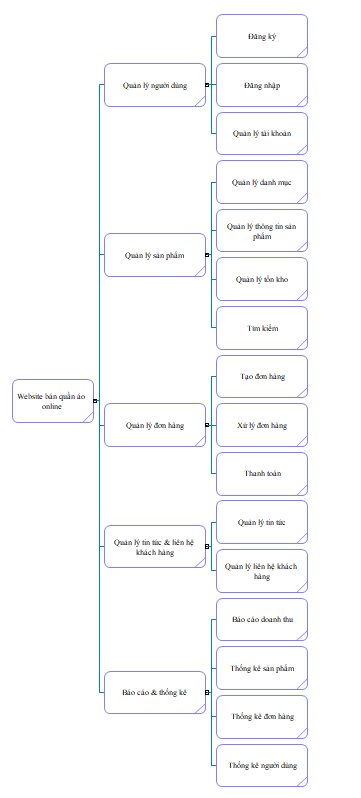 Đăng ký
Quản lý người dùng
Đăng nhập
Quản lý tài khoản
Quản lý danh mục
Quản lý thông tin sản
phẩm
Quản lý sản phẩm
Quản lý tồn kho
Tìm kiếm
Website bán quần áo
online
Tạo đơn hàng
Quản lý đơn hàng
Xử lý đơn hàng
Thanh toán
Quản lý tin tức
Quản lý tin tức & liên hệ
khách hàng
Quản lý liên hệ khách
hàng
Báo cáo doanh thu
Thống kê sản phẩm
Báo cáo & thống kê
Thống kê đơn hàng
Thống kê người dùng